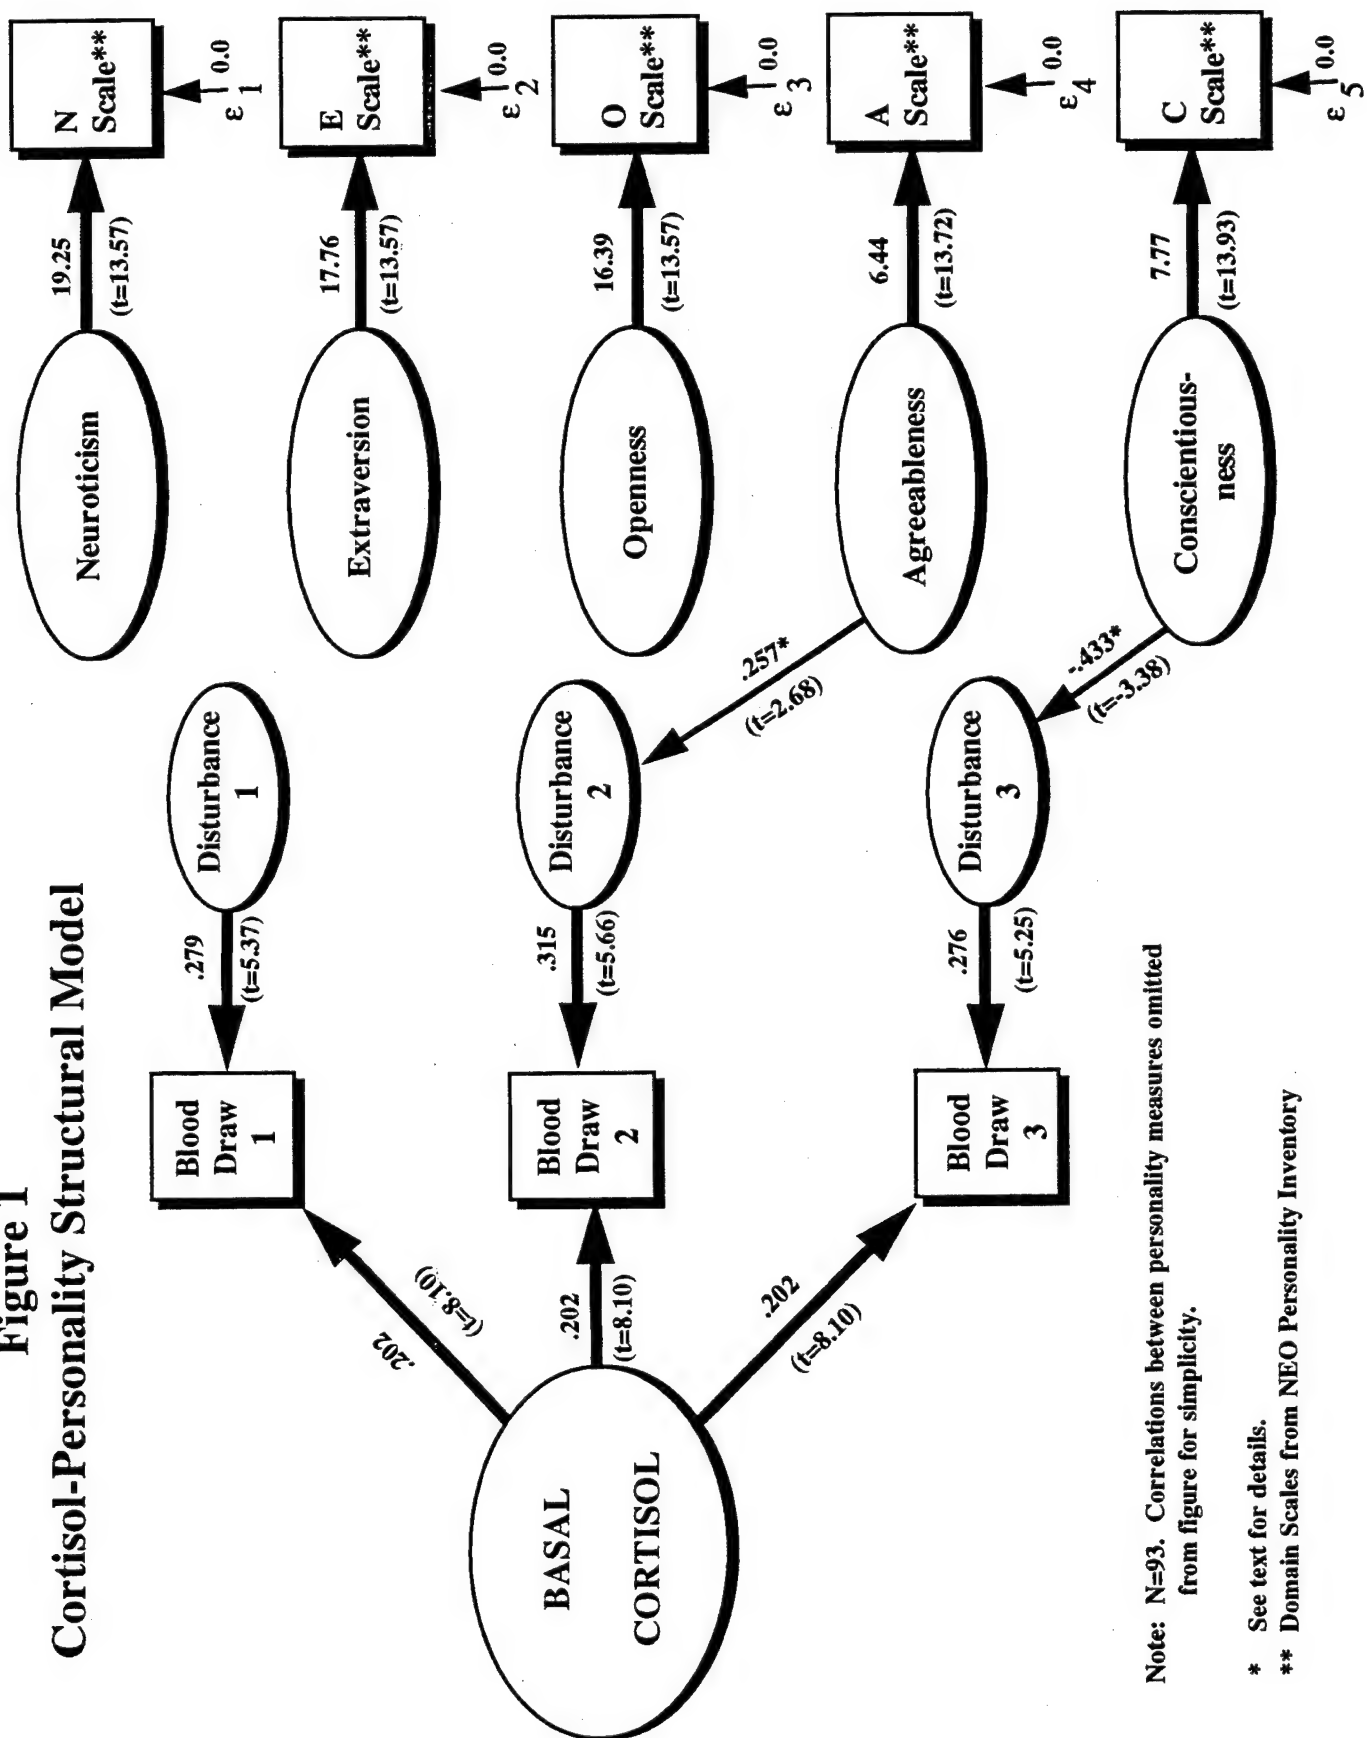 Figure 1
Cortisol-Personality Structural Model
BASAL
CORTISOL
.202
(t=8.10)
.202
(t=8.10)
.202
(t=8.10)
Blood
Draw
1
Blood
Draw
2
Blood
Draw
3
.279
(t=5.37)
.315
(t=5.66)
.276
(t=5.25)
Disturbance
1
Disturbance
2
Disturbance
3
.257*
(t=2.68)
-.433*
(t=-3.38)
Neuroticism
Extraversion
Openness
Agreeableness
Conscientious-
ness
19.25
(t=13.57)
17.76
(t=13.57)
16.39
(t=13.57)
6.44
(t=13.72)
7.77
(t=13.93)
N
Scale**
0.0
ε 1
E
Scale**
0.0
ε 2
O
Scale**
0.0
ε 3
A
Scale**
0.0
ε 4
C
Scale**
0.0
ε 5
Note: N=93. Correlations between personality measures omitted
from figure for simplicity.
* See text for details.
** Domain Scales from NEO Personality Inventory